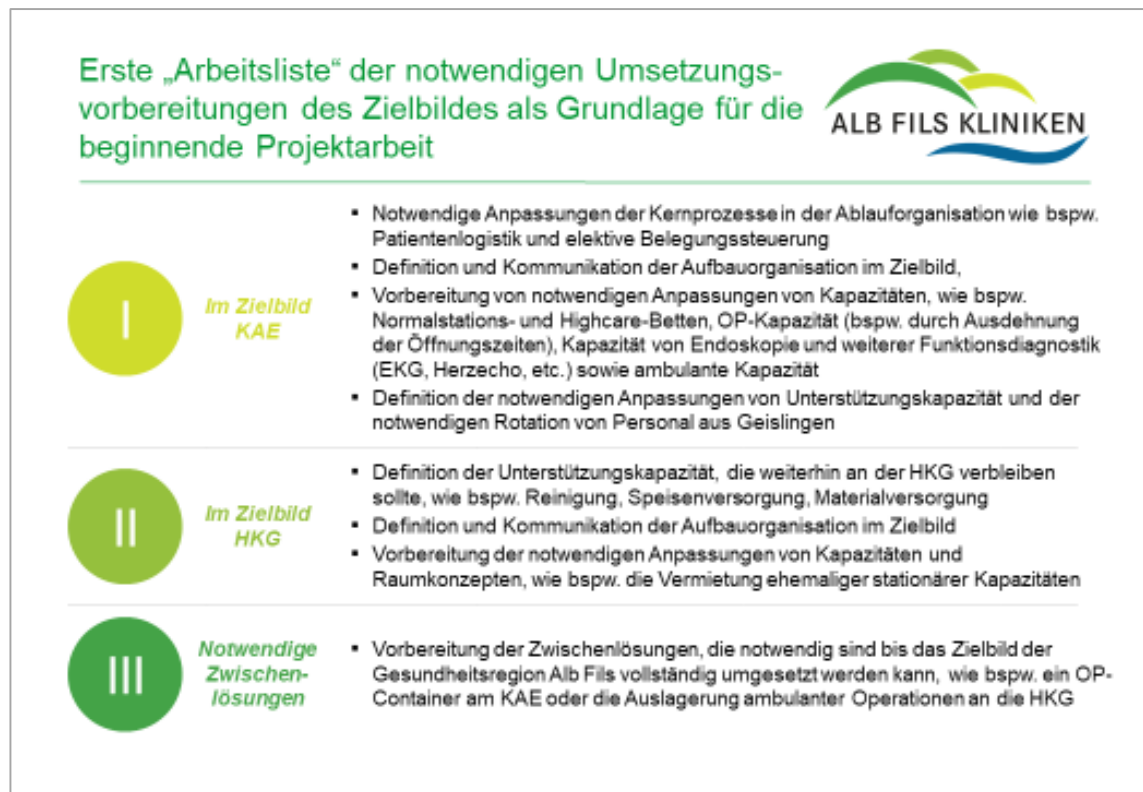 Erste „Arbeitsliste“ der notwendigen Umsetzungs-
vorbereitungen des Zielbildes als Grundlage für die
beginnende Projektarbeit
ALB FILS KLINIKEN
I
Im Zielbild
KAE
▪ Notwendige Anpassungen der Kernprozesse in der Ablauforganisation wie bspw.
Patientenlogistik und elektive Belegungssteuerung
▪ Definition und Kommunikation der Aufbauorganisation im Zielbild,
▪ Vorbereitung von notwendigen Anpassungen von Kapazitäten, wie bspw.
Normalstations- und Highcare-Betten, OP-Kapazität (bspw. durch Ausdehnung
der Öffnungszeiten), Kapazität von Endoskopie und weiterer Funktionsdiagnostik
(EKG, Herzecho, etc.) sowie ambulante Kapazität
▪ Definition der notwendigen Anpassungen von Unterstützungskapazität und der
notwendigen Rotation von Personal aus Geislingen
II
Im Zielbild
HKG
▪ Definition der Unterstützungskapazität, die weiterhin an der HKG verbleiben
sollte, wie bspw. Reinigung, Speisenversorgung, Materialversorgung
▪ Definition und Kommunikation der Aufbauorganisation im Zielbild
▪ Vorbereitung der notwendigen Anpassungen von Kapazitäten und
Raumkonzepten, wie bspw. die Vermietung ehemaliger stationärer Kapazitäten
III
Notwendige
Zwischen-
lösungen
▪ Vorbereitung der Zwischenlösungen, die notwendig sind bis das Zielbild der
Gesundheitsregion Alb Fils vollständig umgesetzt werden kann, wie bspw. ein OP-
Container am KAE oder die Auslagerung ambulanter Operationen an die HKG